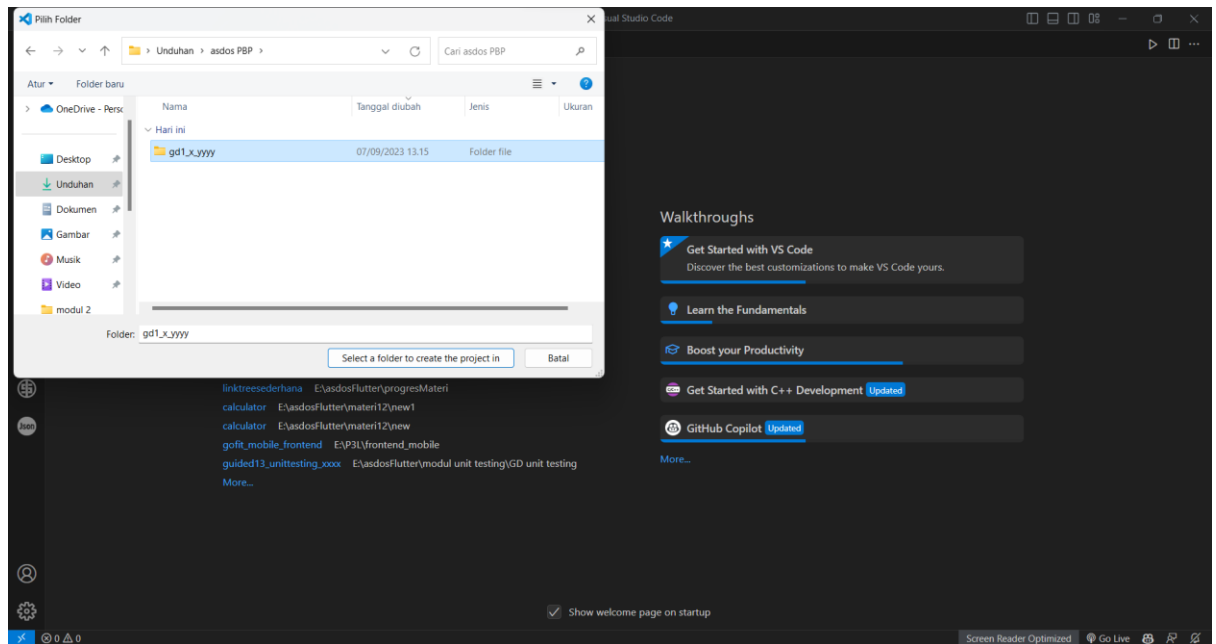 Pilih Folder
ual Studio Code
Unduhan > asdos PBP >
Cari asdos PBP
Atur
Folder baru
OneDrive - Persc
Nama
Tanggal diubah
Jenis
Ukuran
Hari ini
gd1_x_yyyy
07/09/2023 13.15
Folder file
Desktop
Unduhan
Dokumen
Gambar
Musik
Video
modul 2
Folder: gd1_x_yyyy
Select a folder to create the project in
Batal
Json
linktreesederhana E:\asdosFlutter\progresMateri
calculator E:\asdosFlutter\materi12\new1
calculator E:\asdosFlutter\materi12\new
gofit_mobile_frontend E:\P3L\frontend_mobile
guided13_unittesting_xxxx E:\asdosFlutter\modul unit testing\GD unit testing
More...
Walkthroughs
Get Started with VS Code
Discover the best customizations to make VS Code yours.
Learn the Fundamentals
Boost your Productivity
Get Started with C++ Development Updated
GitHub Copilot Updated
More...
Show welcome page on startup
0 0
Screen Reader Optimized
Go Live